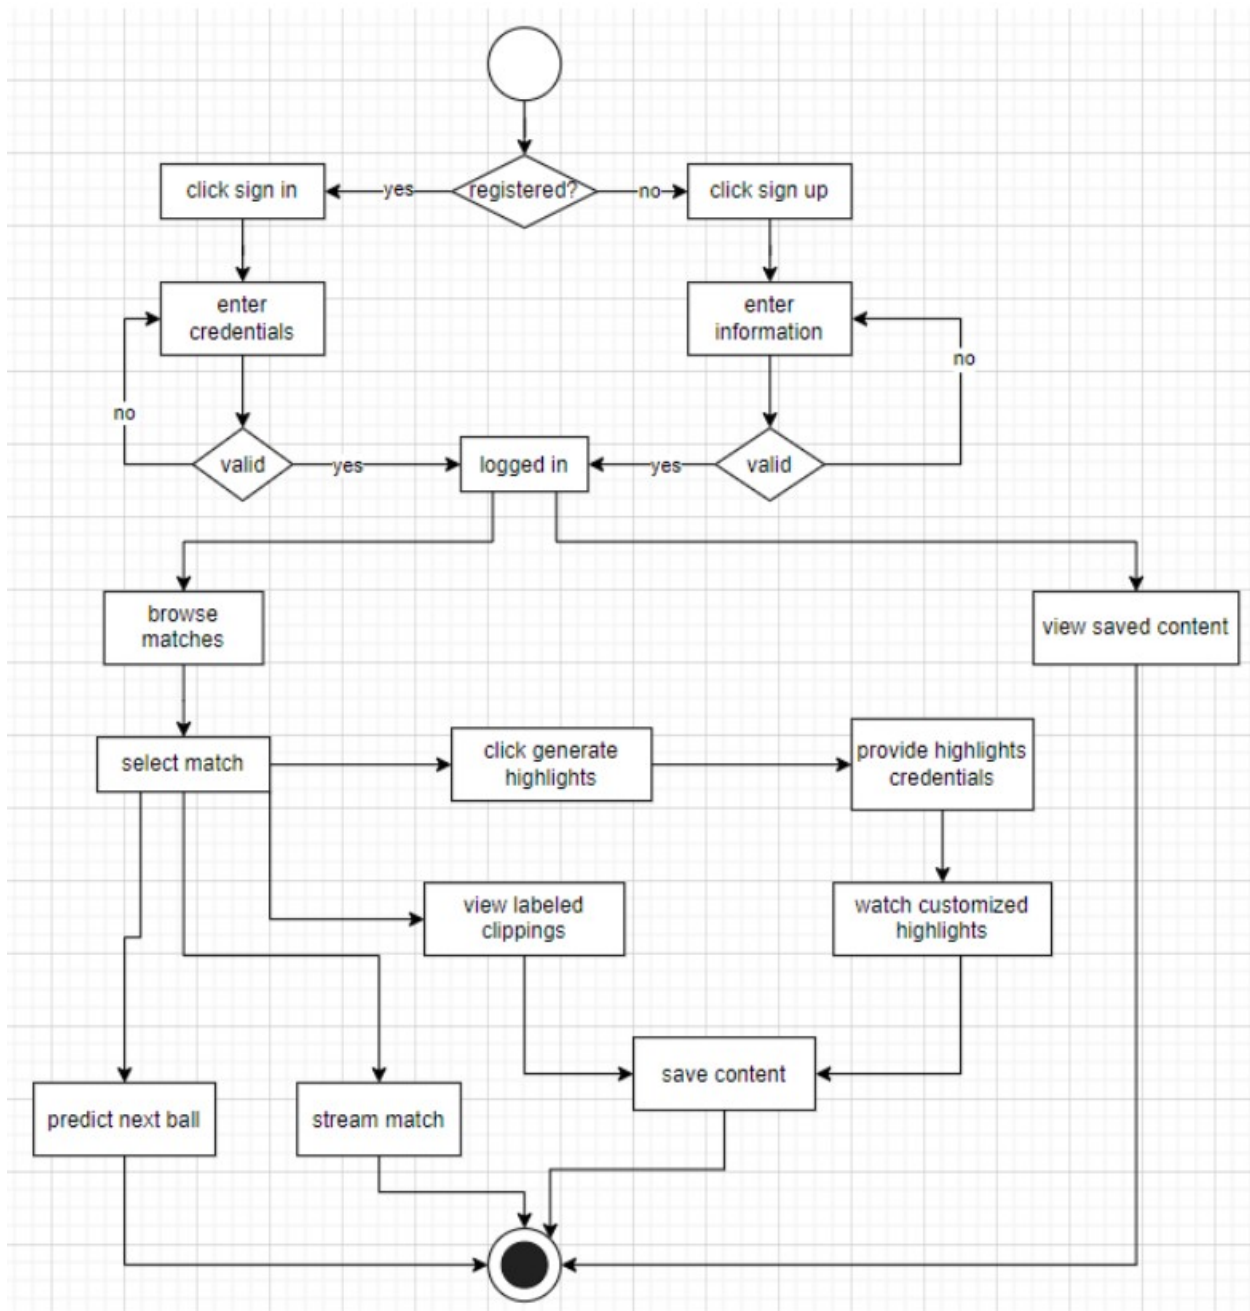 click sign in
yes
registered?
no
click sign up
enter
credentials
enter
information
no
no
valid
yes
logged in
yes
valid
browse
matches
view saved content
select match
click generate
highlights
provide highlights
credentials
view labeled
clippings
watch customized
highlights
save content
predict next ball
stream match